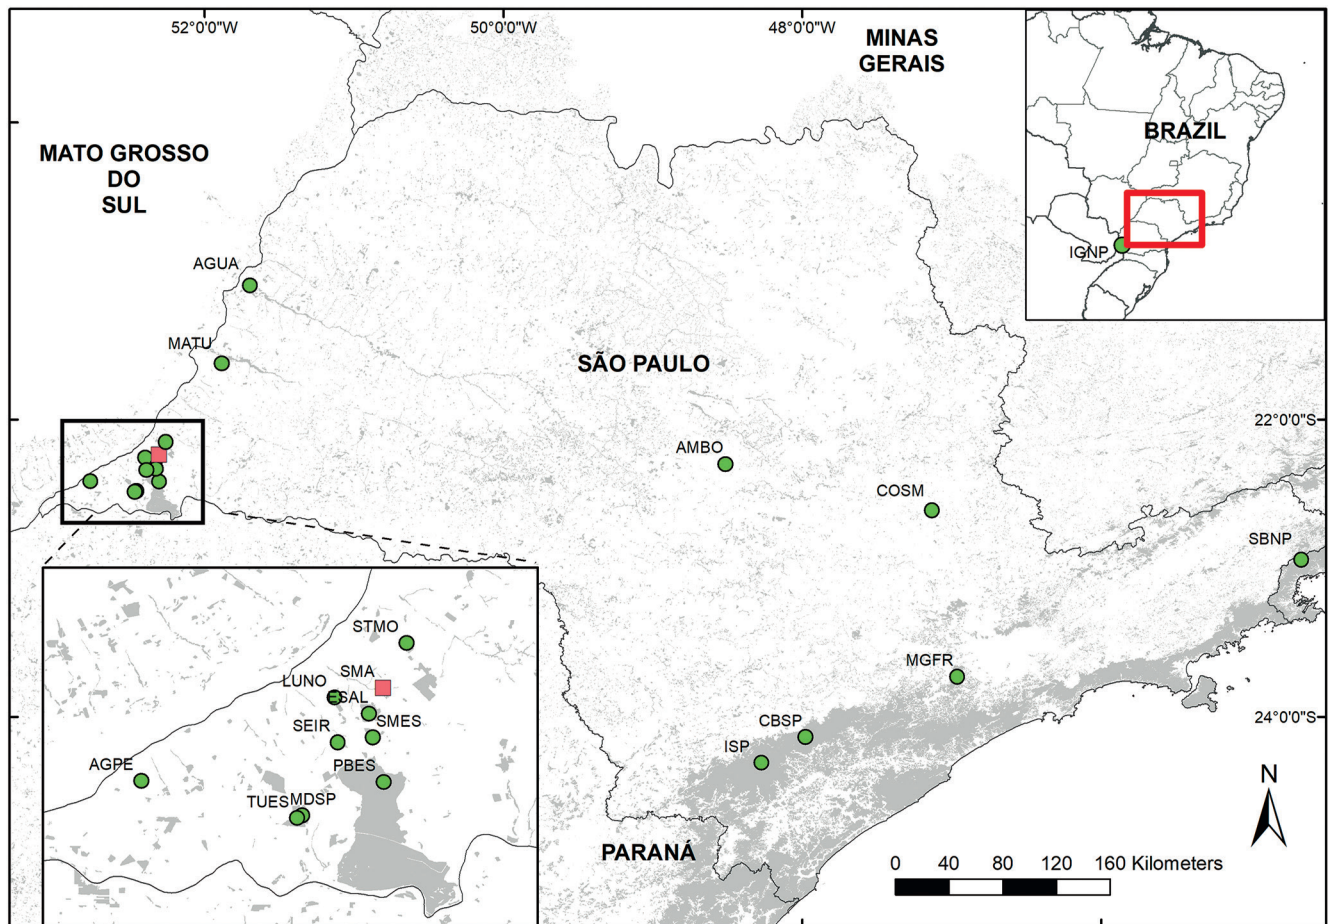 52°0'0"W
50°0'0"W
48°0'0"W
MINAS
GERAIS
BRAZIL
IGNP
MATO GROSSO
DO
SUL
AGUA
MATU
SÃO PAULO
22°0'0"S
AMBO
COSM
SBNP
STMO
SMA
LUNO
ESAL
SMES
SEIR
PBES
AGPE
TUES
MDSP
MGFR
CBSP
ISP
24°0'0"S
PARANÁ
N
0 40 80 120 160 Kilometers